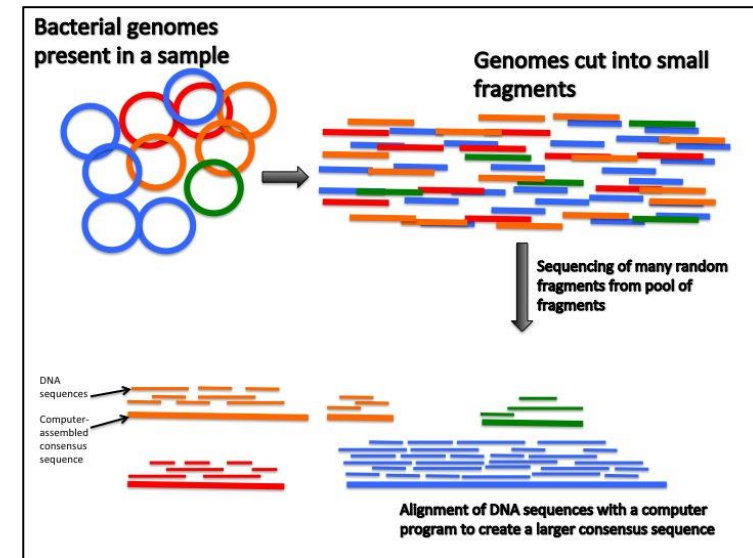 Bacterial genomes
present in a sample
Genomes cut into small
fragments
Sequencing of many random
fragments from pool of
fragments
DNA
sequences
Computer-
assembled
consensus
sequence
Alignment of DNA sequences with a computer
program to create a larger consensus sequence